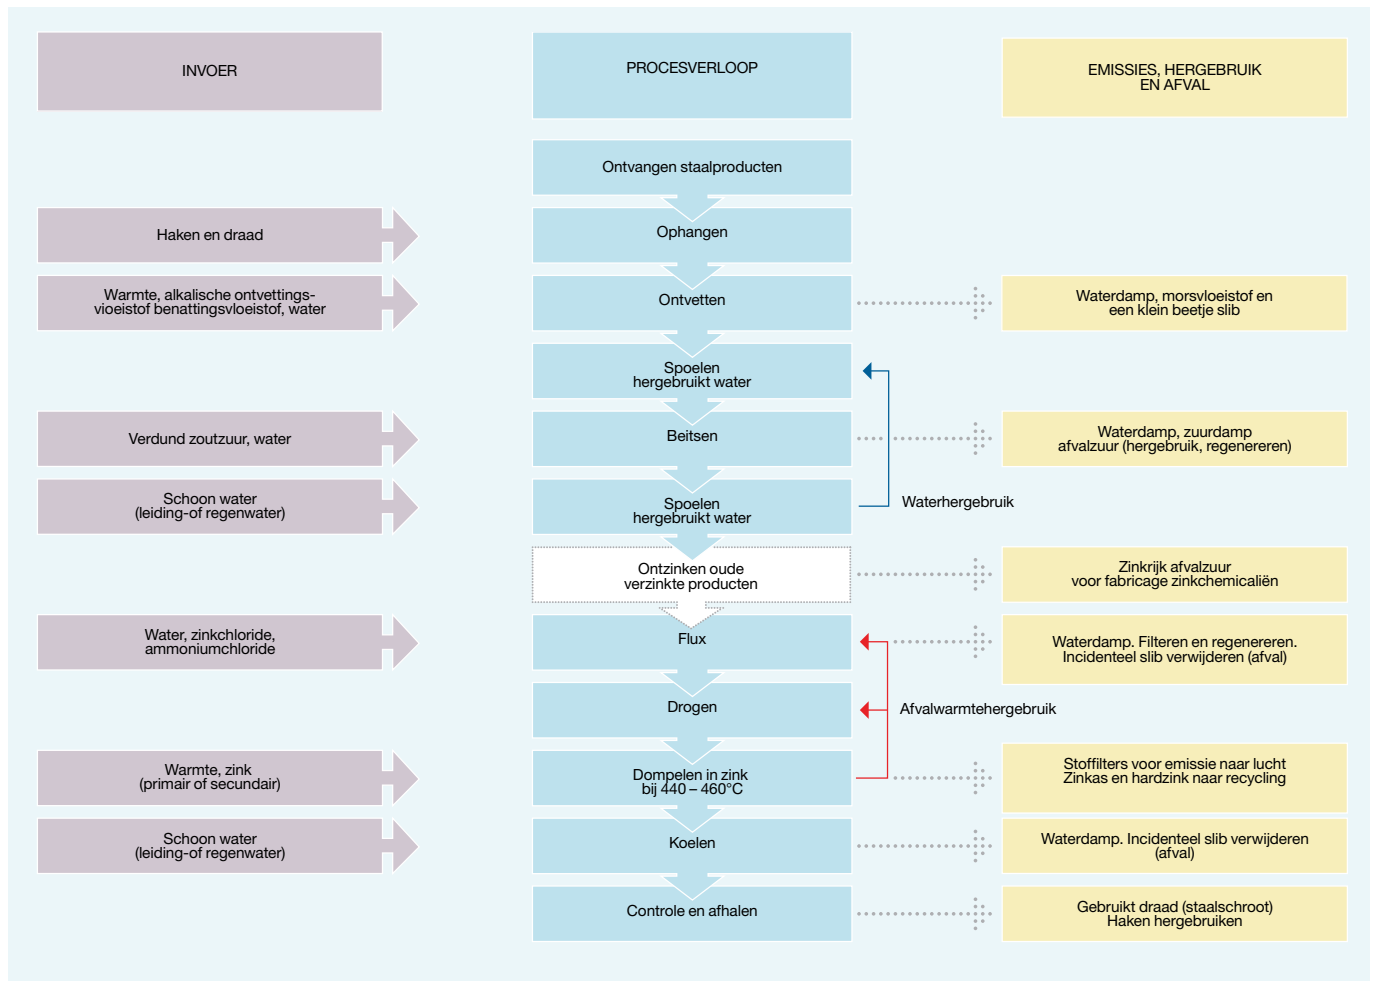 INVOER
PROCESVERLOOP
EMISSIES, HERGEBRUIK
EN AFVAL
Ontvangen staalproducten
Haken en draad
Ophangen
Warmte, alkalische ontvettings-
vioeistof benattingsvloeistof, water
Ontvetten
Waterdamp, morsvloeistof en
een klein beetje slib
Spoelen
hergebruikt water
Verdund zoutzuur, water
Beitsen
Waterdamp, zuurdamp
afvalzuur (hergebruik, regenereren)
Schoon water
(leiding-of regenwater)
Spoelen
hergebruikt water
Waterhergebruik
Ontzinken oude
verzinkte producten
Zinkrijk afvalzuur
voor fabricage zinkchemicaliën
Water, zinkchloride,
ammoniumchloride
Flux
Waterdamp. Filteren en regenereren.
Incidenteel slib verwijderen (afval)
Drogen
Afvalwarmtehergebruik
Warmte, zink
(primair of secundair)
Dompelen in zink
bij 440 – 460°C
Stoffilters voor emissie naar lucht
Zinkas en hardzink naar recycling
Schoon water
(leiding-of regenwater)
Koelen
Waterdamp. Incidenteel slib verwijderen
(afval)
Controle en afhalen
Gebruikt draad (staalschroot)
Haken hergebruiken